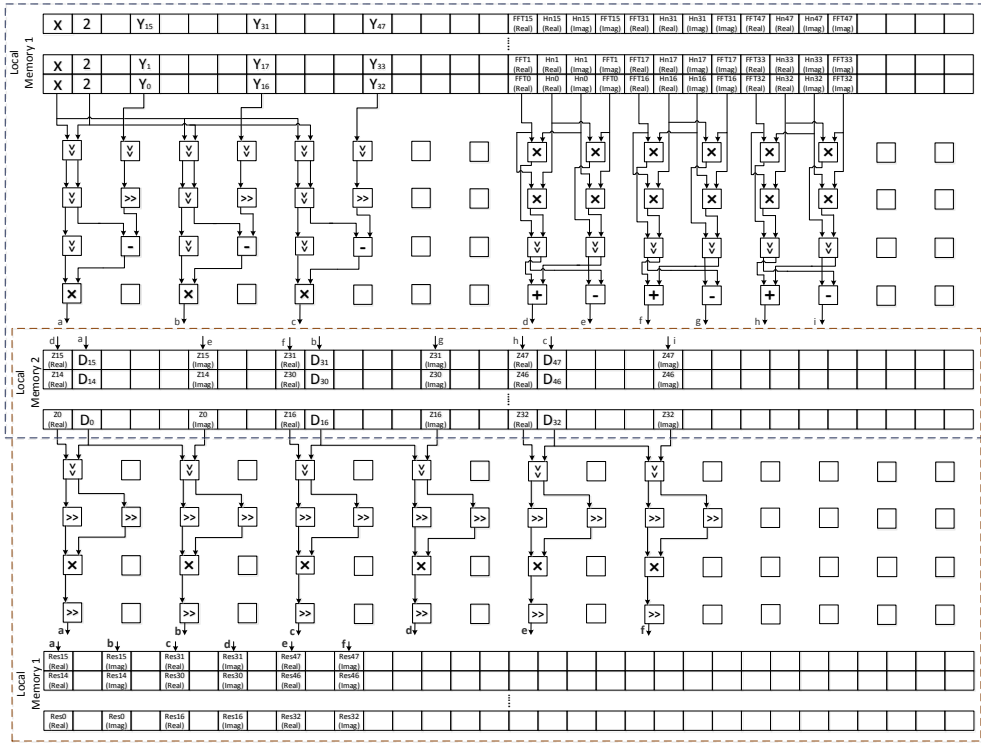 Local Memory 1
X 2 Y15 Y31 Y47 FFT15 (Real) Hn15 (Real) Hn15 (Imag) FFT15 (Imag) FFT31 (Real) Hn31 (Real) Hn31 (Imag) FFT31 (Imag) FFT47 (Real) Hn47 (Real) Hn47 (Imag) FFT47 (Imag)
X 2 Y1 Y17 Y33 FFT1 (Real) Hn1 (Real) Hn1 (Imag) FFT1 (Imag) FFT17 (Real) Hn17 (Real) Hn17 (Imag) FFT17 (Imag) FFT33 (Real) Hn33 (Real) Hn33 (Imag) FFT33 (Imag)
X 2 Y0 Y16 Y32 FFT0 (Real) Hn0 (Real) Hn0 (Imag) FFT0 (Imag) FFT16 (Real) Hn16 (Real) Hn16 (Imag) FFT16 (Imag) FFT32 (Real) Hn32 (Real) Hn32 (Imag) FFT32 (Imag)
<< << << << << << × × × × × ×
<< >> << >> << >> × × × × × ×
<< - << - << - << << << << << <<
× × × + - + - + -
a b c d e f g h i
d a e f b g h c i
Local Memory 2
Z15 (Real) D15 Z15 (Imag) Z31 (Real) D31 Z31 (Imag) Z47 (Real) D47 Z47 (Imag)
Z14 (Real) D14 Z14 (Imag) Z30 (Real) D30 Z30 (Imag) Z46 (Real) D46 Z46 (Imag)
Z0 (Real) D0 Z0 (Imag) Z16 (Real) D16 Z16 (Imag) Z32 (Real) D32 Z32 (Imag)
<< << << << << <<
>> >> >> >> >> >> >> >> >> >> >> >>
× × × × × ×
>> >> >> >> >> >>
a b c d e f
a b c d e f
Local Memory 1
Res15 (Real) Res15 (Imag) Res31 (Real) Res31 (Imag) Res47 (Real) Res47 (Imag)
Res14 (Real) Res14 (Imag) Res30 (Real) Res30 (Imag) Res46 (Real) Res46 (Imag)
Res0 (Real) Res0 (Imag) Res16 (Real) Res16 (Imag) Res32 (Real) Res32 (Imag)